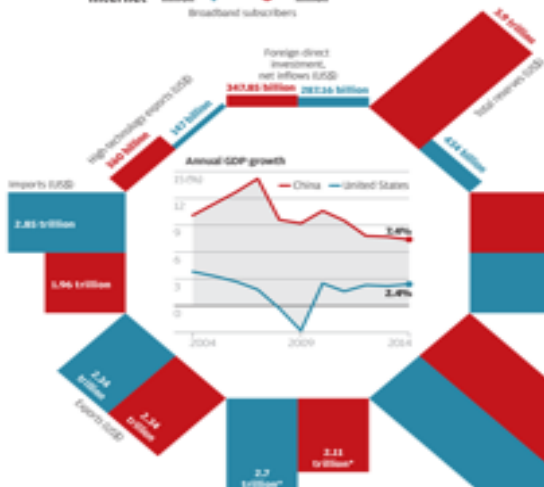 Internet
Broadband subscribers
3.9 trillion
Total reserves (US$)
434 billion
Foreign direct
investment,
net inflows (US$)
347.85 billion
287.16 billion
High-technology exports (US$)
560 billion
147 billion
Annual GDP growth
15 (%)
China
United States
12
9
6
3
0
7.4%
2.4%
2004
2009
2014
Imports (US$)
2.85 trillion
1.96 trillion
2.34
trillion
2.34
trillion
Exports (US$)
2.7
trillion*
2.11
trillion*